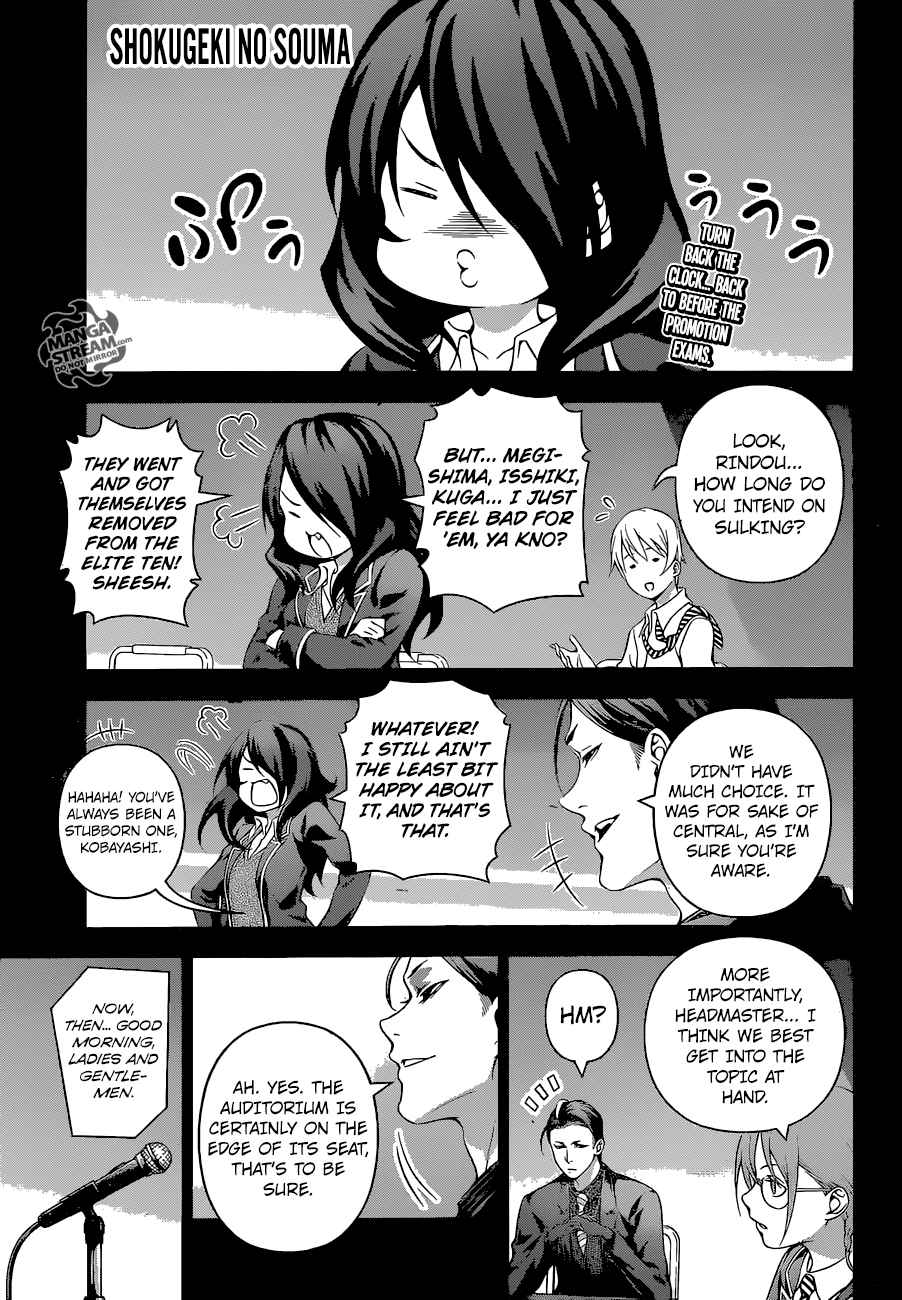 SHOKUGEKI NO SOUMA
うう
ぷぅ
TURN
BACK THE
CLOCK... BACK
TO BEFORE THE
PROMOTION
EXAMS.
MANGA
STREAM.com
DO NOT MIRROR
LOOK,
RINDOU...
HOW LONG DO
YOU INTEND ON
SULKING?
BUT... MEGI-
SHIMA, ISSHIKI,
KUGA... I JUST
FEEL BAD FOR
'EM, YA KNO?
THEY WENT
AND GOT
THEMSELVES
REMOVED
FROM THE
ELITE TEN!
SHEESH.
WE
DIDN'T HAVE
MUCH CHOICE. IT
WAS FOR SAKE OF
CENTRAL, AS I'M
SURE YOU'RE
AWARE.
WHATEVER!
I STILL AIN'T
THE LEAST BIT
HAPPY ABOUT
IT, AND THAT'S
THAT.
HAHAHA! YOU'VE
ALWAYS BEEN A
STUBBORN ONE,
KOBAYASHI.
MORE
IMPORTANTLY,
HEADMASTER... I
THINK WE BEST
GET INTO THE
TOPIC AT
HAND.
HM?
AH. YES. THE
AUDITORIUM IS
CERTAINLY ON THE
EDGE OF ITS SEAT,
THAT'S TO BE
SURE.
NOW,
THEN... GOOD
MORNING,
LADIES AND
GENTLE-
MEN.